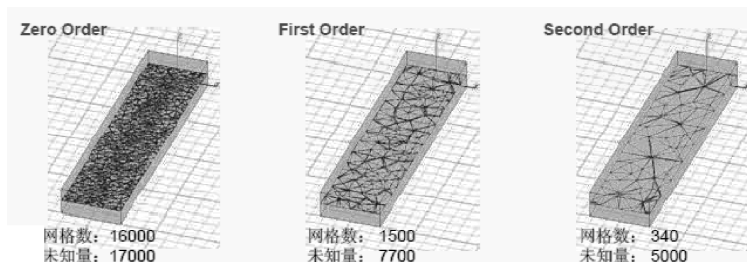 Zero Order
First Order
Second Order
网格数：16000
未知量：17000
网格数：1500
未知量：7700
网格数：340
未知量：5000